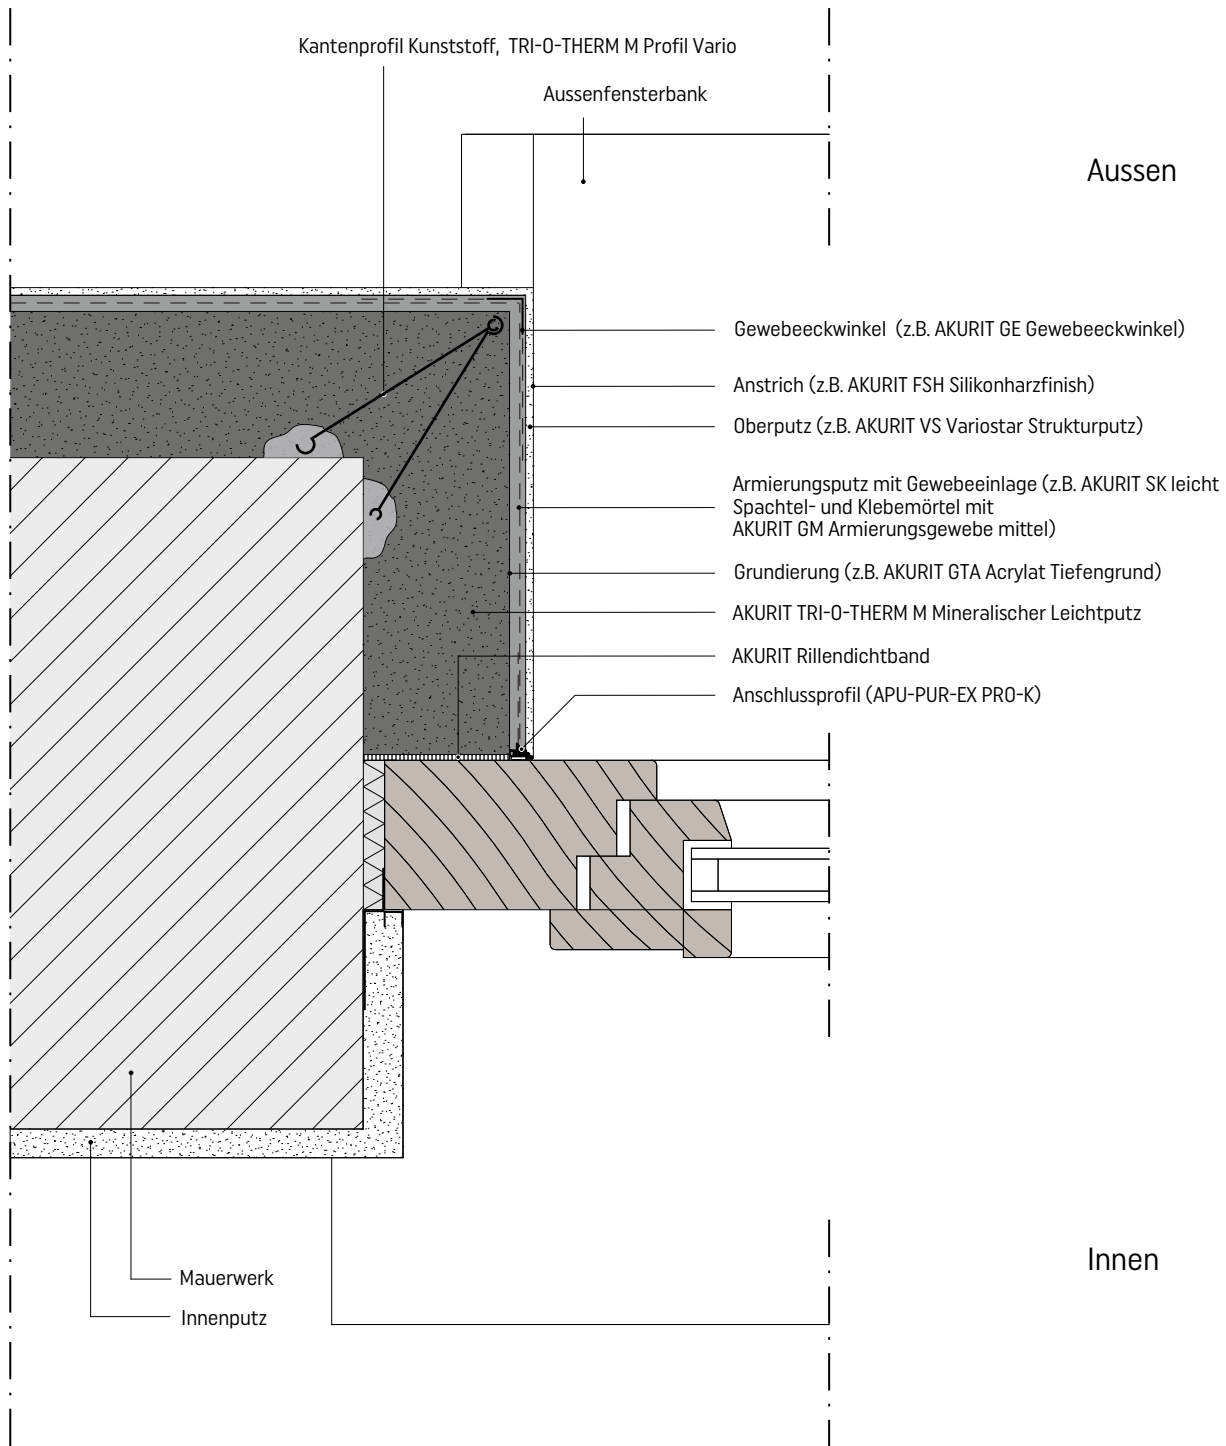 Kantenprofil Kunststoff, TRI-O-THERM M Profil Vario
Aussenfensterbank
Aussen
Gewebeeckwinkel (z.B. AKURIT GE Gewebeeckwinkel)
Anstrich (z.B. AKURIT FSH Silikonharzfinish)
Oberputz (z.B. AKURIT VS Variostar Strukturputz)
Armierungsputz mit Gewebeeinlage (z.B. AKURIT SK leicht
Spachtel- und Klebemörtel mit
AKURIT GM Armierungsgewebe mittel)
Grundierung (z.B. AKURIT GTA Acrylat Tiefengrund)
AKURIT TRI-O-THERM M Mineralischer Leichtputz
AKURIT Rillendichtband
Anschlussprofil (APU-PUR-EX PRO-K)
Innen
Mauerwerk
Innenputz